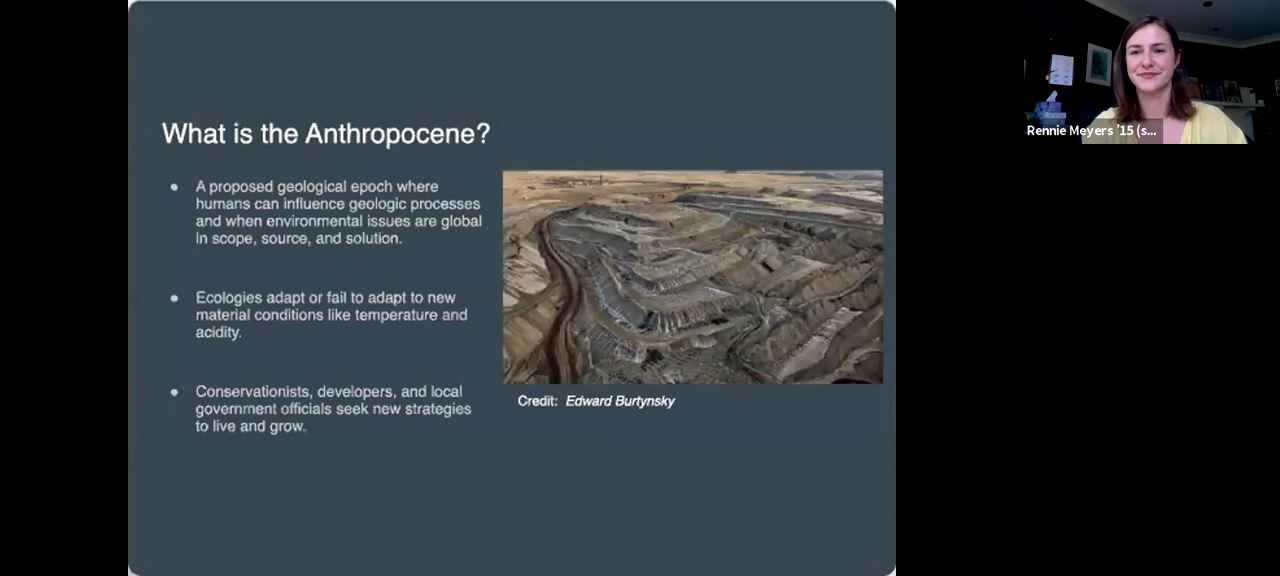 What is the Anthropocene?
● A proposed geological epoch where
humans can influence geologic processes
and when environmental issues are global
in scope, source, and solution.
● Ecologies adapt or fail to adapt to new
material conditions like temperature and
acidity.
● Conservationists, developers, and local
government officials seek new strategies
to live and grow.
Credit: Edward Burtynsky
Rennie Meyers '15 (s...